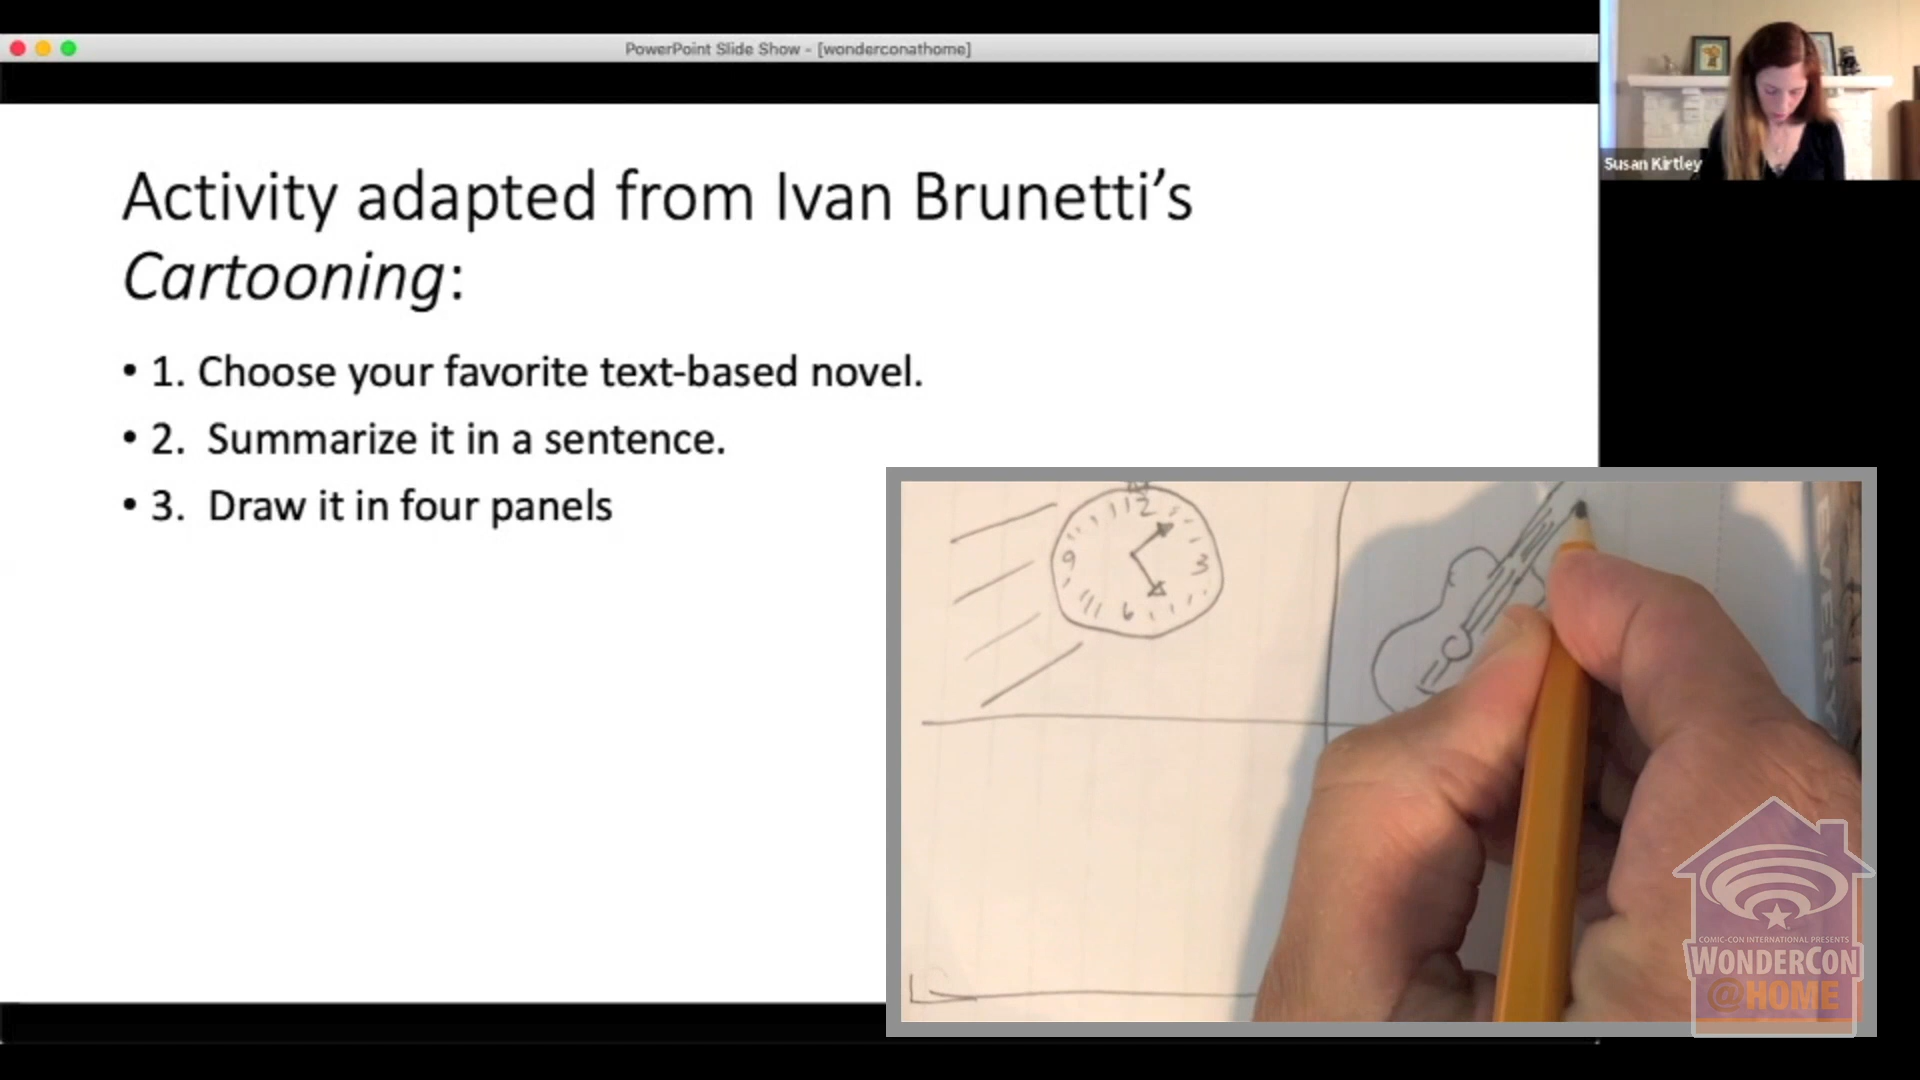 PowerPoint Slide Show - [wonderconathome]
Susan Kirtley
Activity adapted from Ivan Brunetti’s
Cartooning:
• 1. Choose your favorite text-based novel.
• 2.  Summarize it in a sentence.
• 3.  Draw it in four panels
12
9
3
6
EVERY
COMIC-CON INTERNATIONAL PRESENTS
WONDERCON
@HOME